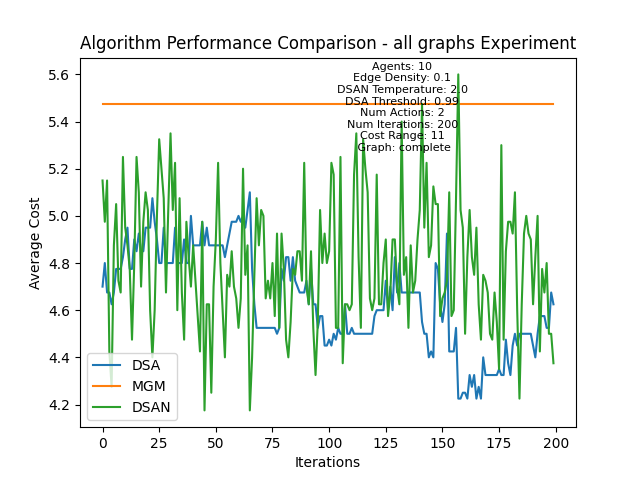 Algorithm Performance Comparison - all graphs Experiment
Agents: 10
Edge Density: 0.1
DSAN Temperature: 2.0
DSA Threshold: 0.99
Num Actions: 2
Num Iterations: 200
Cost Range: 11
Graph: complete
5.6
5.4
5.2
5.0
4.8
4.6
4.4
4.2
Average Cost
DSA
MGM
DSAN
0
25
50
75
100
125
150
175
200
Iterations